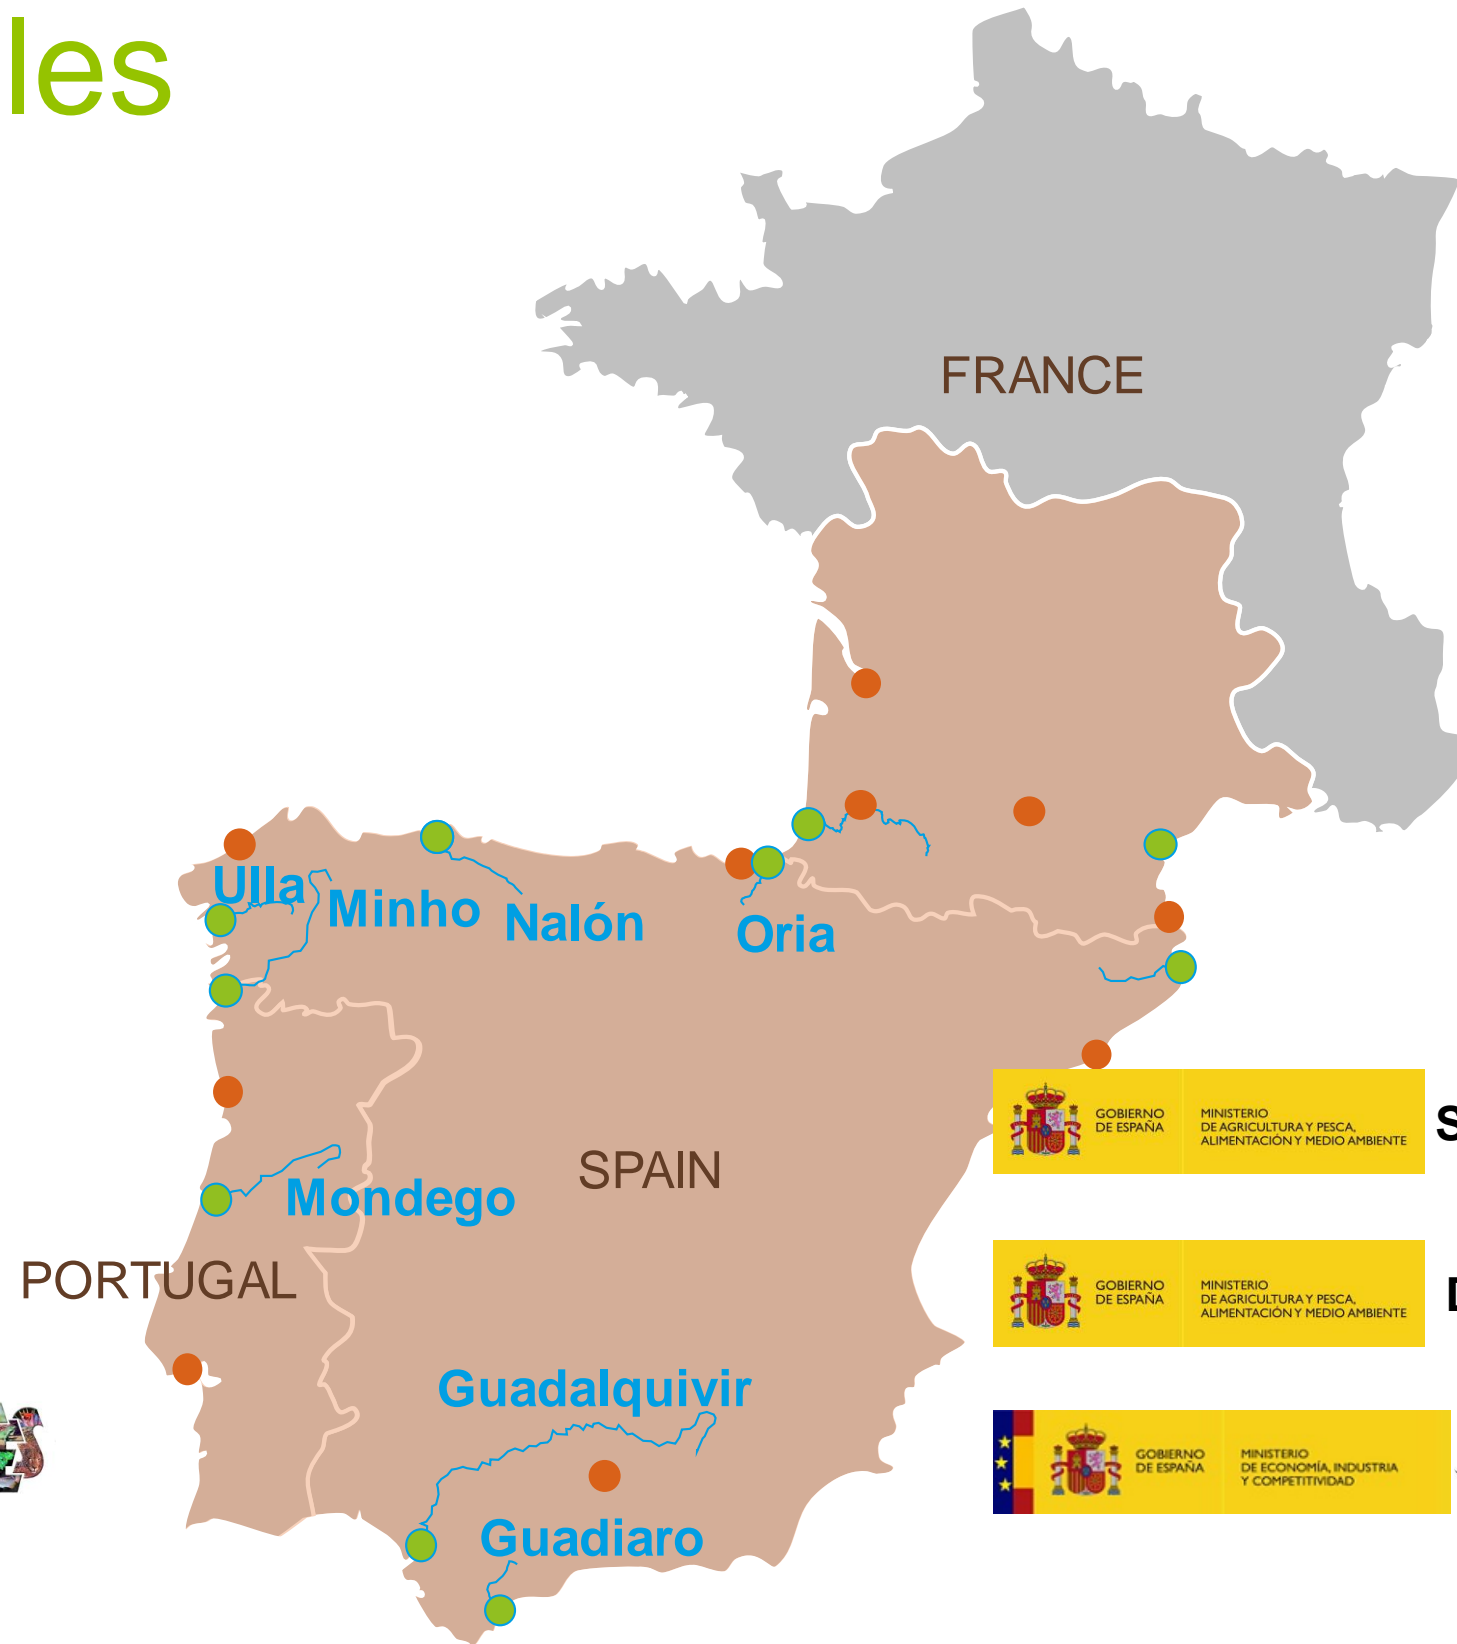 les
FRANCE
Ulla
Minho
Nalón
Oria
SPAIN
Mondego
PORTUGAL
Guadalquivir
Guadiaro
GOBIERNO
DE ESPAÑA
MINISTERIO
DE AGRICULTURA Y PESCA,
ALIMENTACIÓN Y MEDIO AMBIENTE
S
GOBIERNO
DE ESPAÑA
MINISTERIO
DE AGRICULTURA Y PESCA,
ALIMENTACIÓN Y MEDIO AMBIENTE
GOBIERNO
DE ESPAÑA
MINISTERIO
DE ECONOMÍA, INDUSTRIA
Y COMPETITIVIDAD